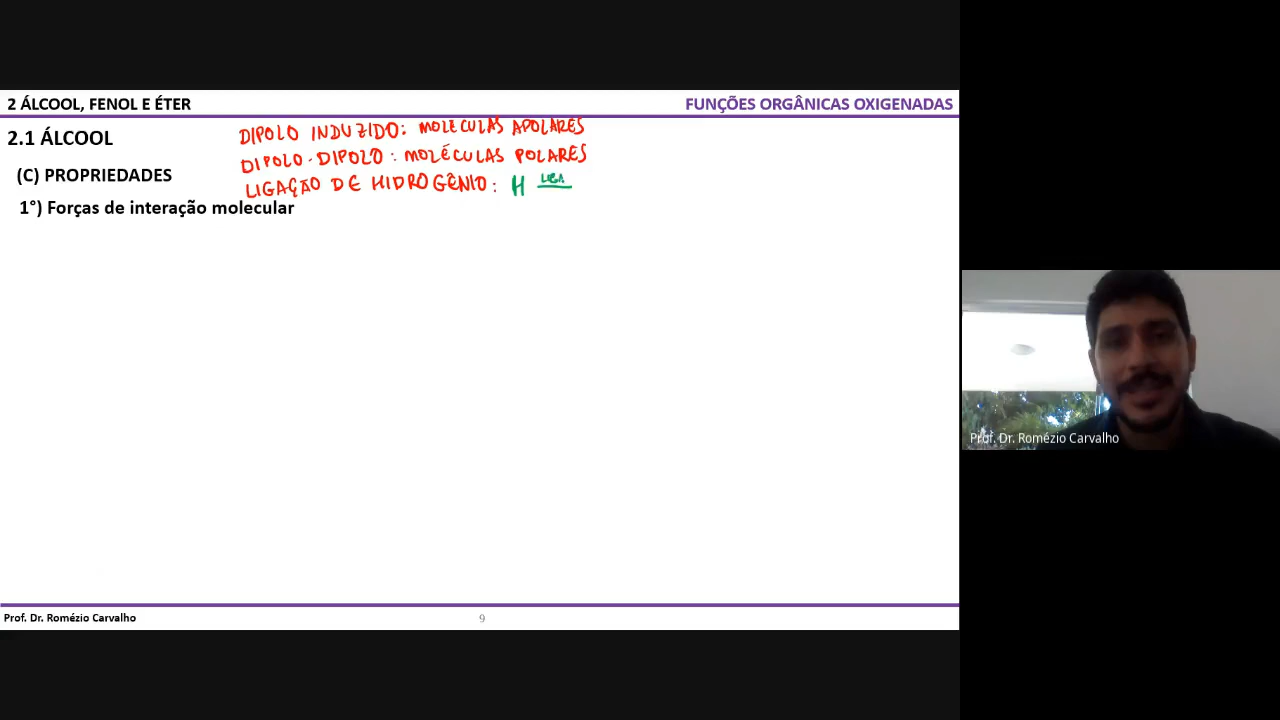 2 ÁLCOOL, FENOL E ÉTER
FUNÇÕES ORGÂNICAS OXIGENADAS
2.1 ÁLCOOL
DIPOLO INDUZIDO: MOLÉCULAS APOLARES
DIPOLO-DIPOLO: MOLÉCULAS POLARES
(C) PROPRIEDADES
LIGAÇÃO DE HIDROGÊNIO: H
1°) Forças de interação molecular
Prof. Dr. Romézio Carvalho
Prof. Dr. Romézio Carvalho
9